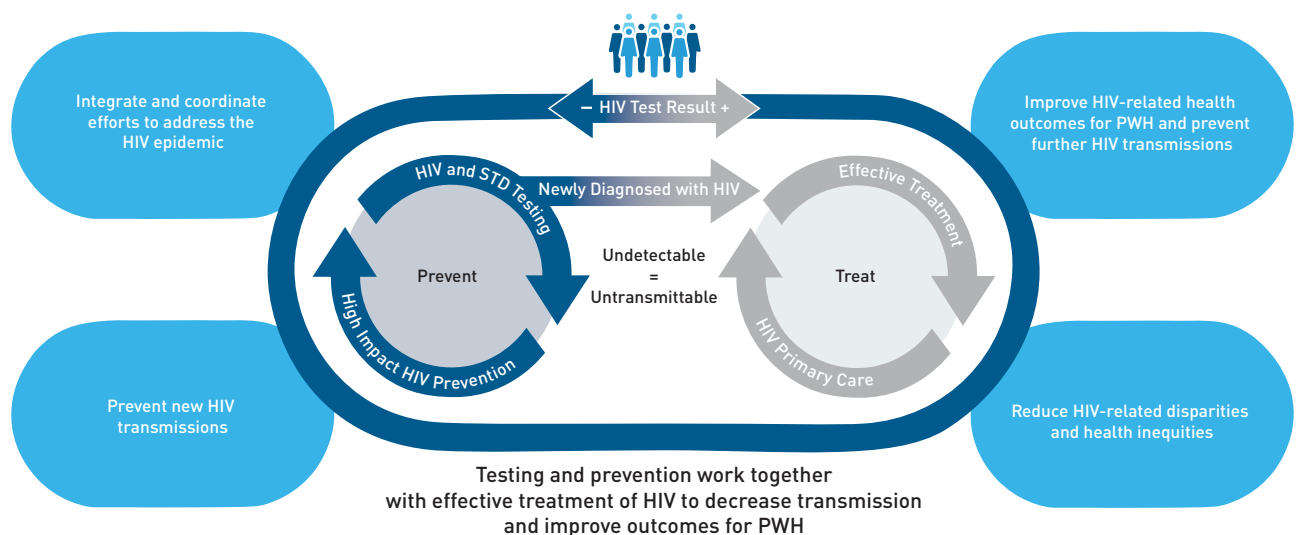 Integrate and coordinate
efforts to address the
HIV epidemic
– HIV Test Result +
Improve HIV-related health
outcomes for PWH and prevent
further HIV transmissions
HIV and STD Testing
Newly Diagnosed with HIV
Effective Treatment
Prevent
Undetectable
=
Untransmittable
Treat
High Impact HIV Prevention
HIV Primary Care
Prevent new HIV
transmissions
Reduce HIV-related disparities
and health inequities
Testing and prevention work together
with effective treatment of HIV to decrease transmission
and improve outcomes for PWH